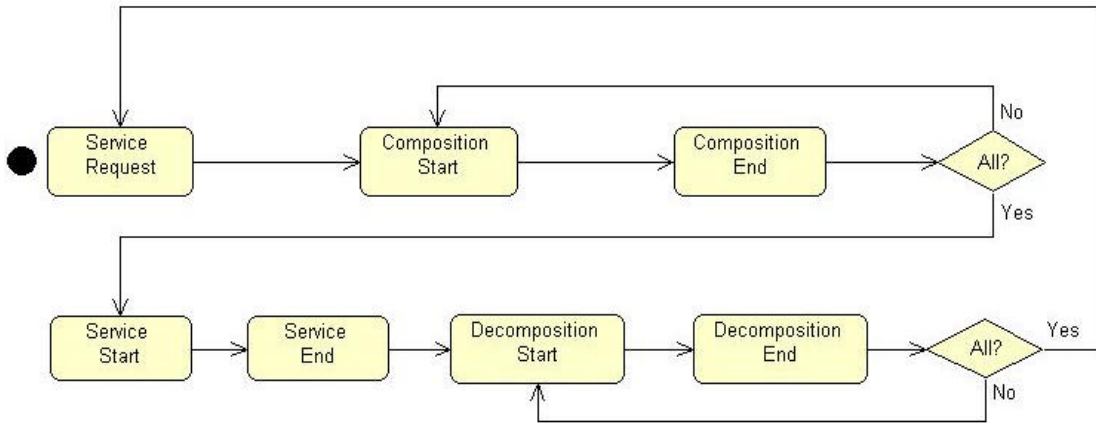 No
Service
Request
Composition
Start
Composition
End
All?
Yes
Service
Start
Service
End
Decomposition
Start
Decomposition
End
All?
Yes
No